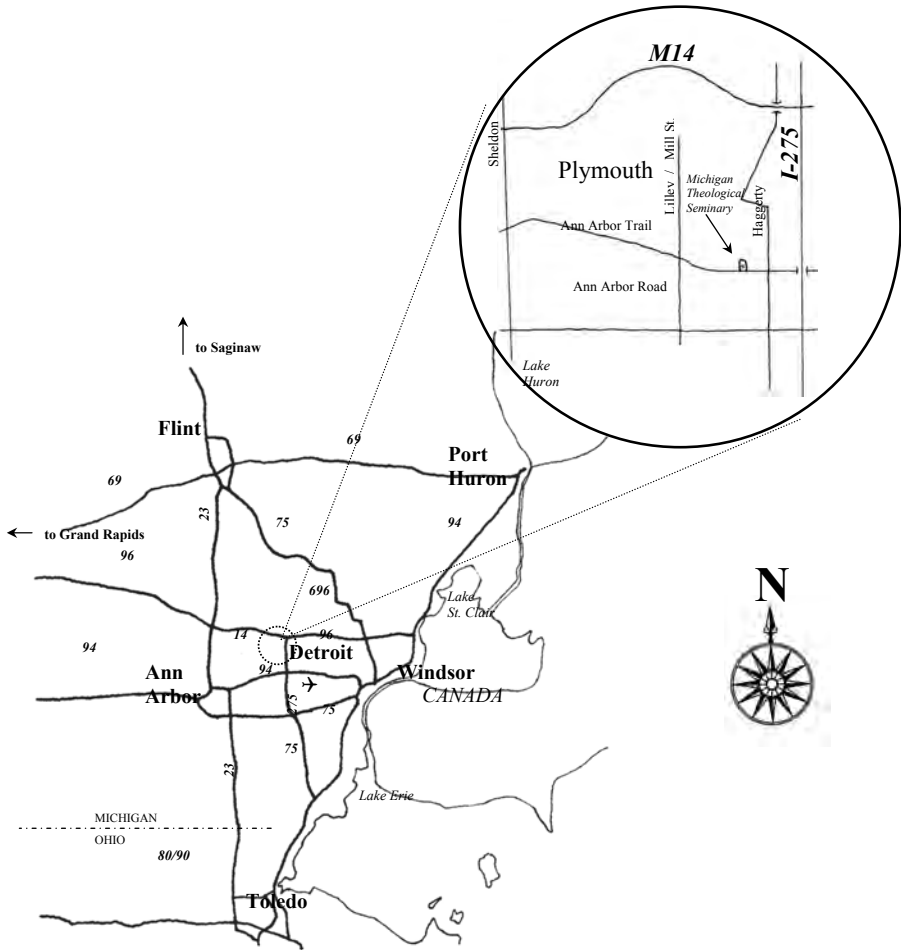 M14
Sheldon
Lilley / Mill St.
I-275
Plymouth
Michigan
Theological
Seminary
Haggerty
Ann Arbor Trail
Ann Arbor Road
to Saginaw
Lake
Huron
Flint
69
Port
Huron
69
23
75
94
to Grand Rapids
96
696
Lake
St. Clair
N
14
96
94
Detroit
94
Ann
Arbor
Windsor
CANADA
275
75
75
23
Lake Erie
MICHIGAN
OHIO
80/90
Toledo